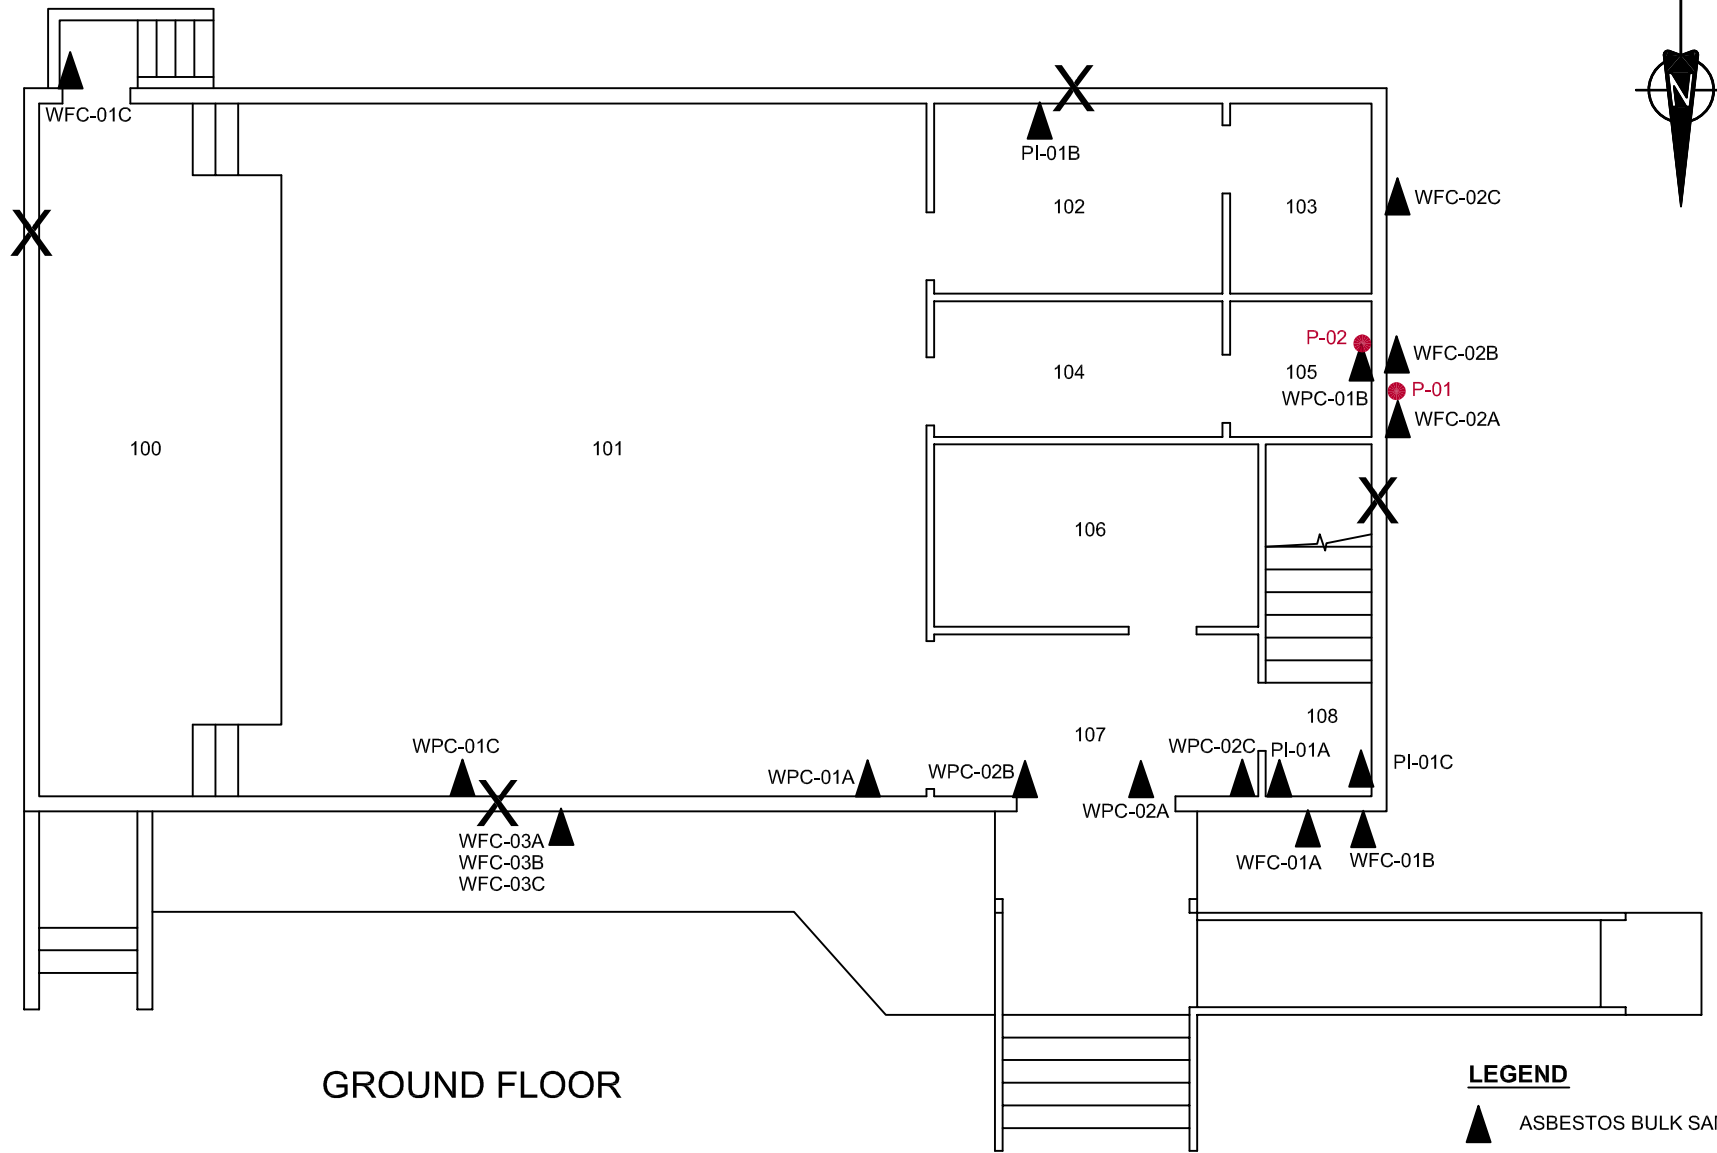 WFC-01C
X
PI-01B
N
102
103
WFC-02C
X
P-02
WFC-02B
104
105
P-01
WPC-01B
WFC-02A
100
101
X
106
108
107
WPC-01C
WPC-01A
WPC-02B
WPC-02C
PI-01A
PI-01C
X
WPC-02A
WFC-03A
WFC-03B
WFC-03C
WFC-01A
WFC-01B
GROUND FLOOR
LEGEND
ASBESTOS BULK